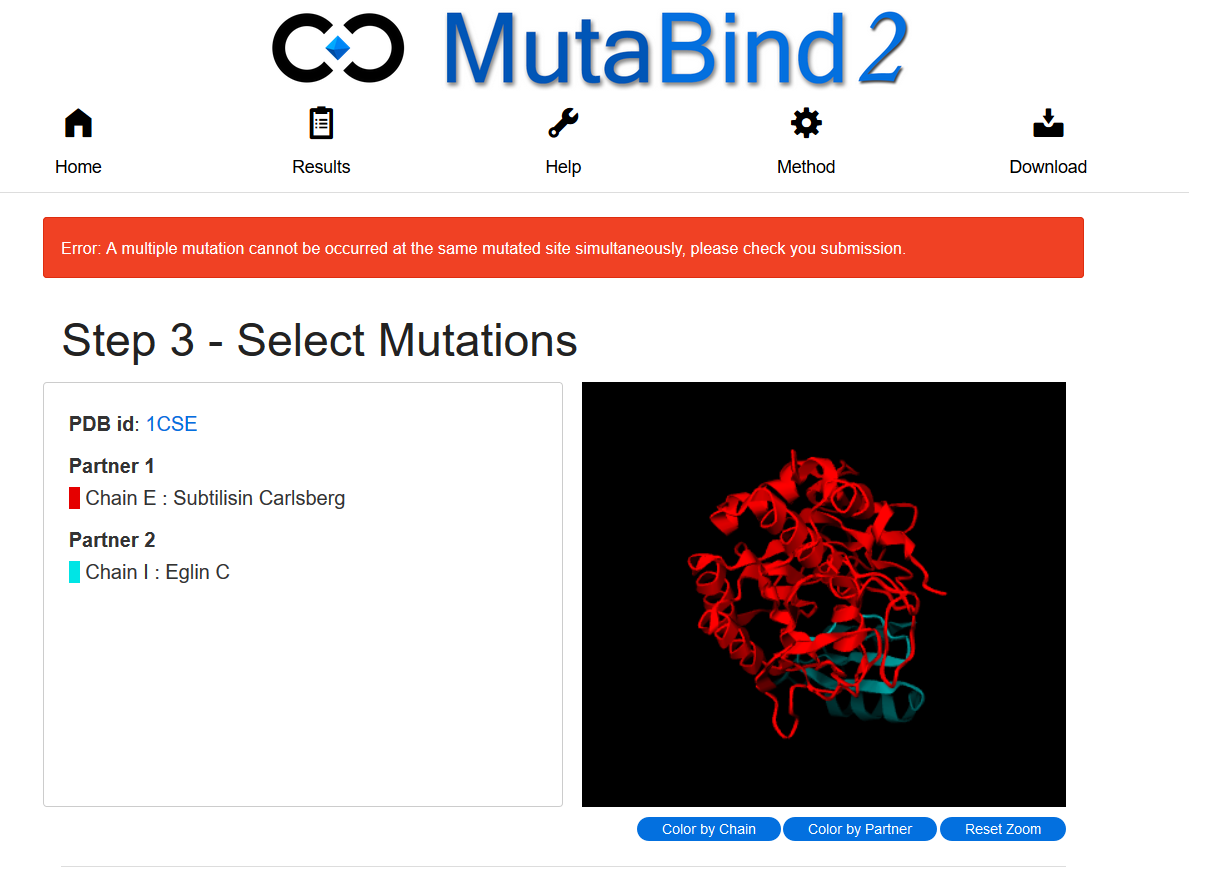 MutaBind2
Home Results Help Method Download
Error: A multiple mutation cannot be occurred at the same mutated site simultaneously, please check you submission.
Step 3 - Select Mutations
PDB id: 1CSE
Partner 1
Chain E : Subtilisin Carlsberg
Partner 2
Chain I : Eglin C
Color by Chain Color by Partner Reset Zoom